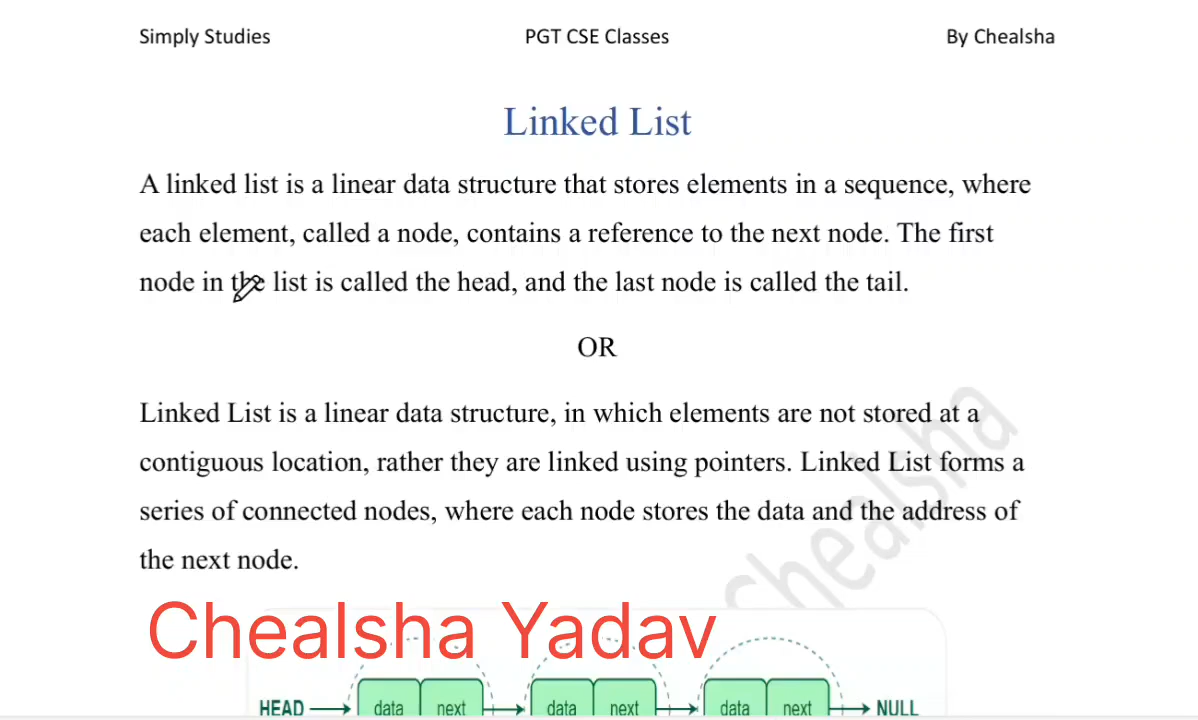 Simply Studies PGT CSE Classes By Chealsha
Linked List
A linked list is a linear data structure that stores elements in a sequence, where
each element, called a node, contains a reference to the next node. The first
node in the list is called the head, and the last node is called the tail.
OR
Linked List is a linear data structure, in which elements are not stored at a
contiguous location, rather they are linked using pointers. Linked List forms a
series of connected nodes, where each node stores the data and the address of
the next node.
Chealsha
Chealsha Yadav
HEAD data next data next data next NULL